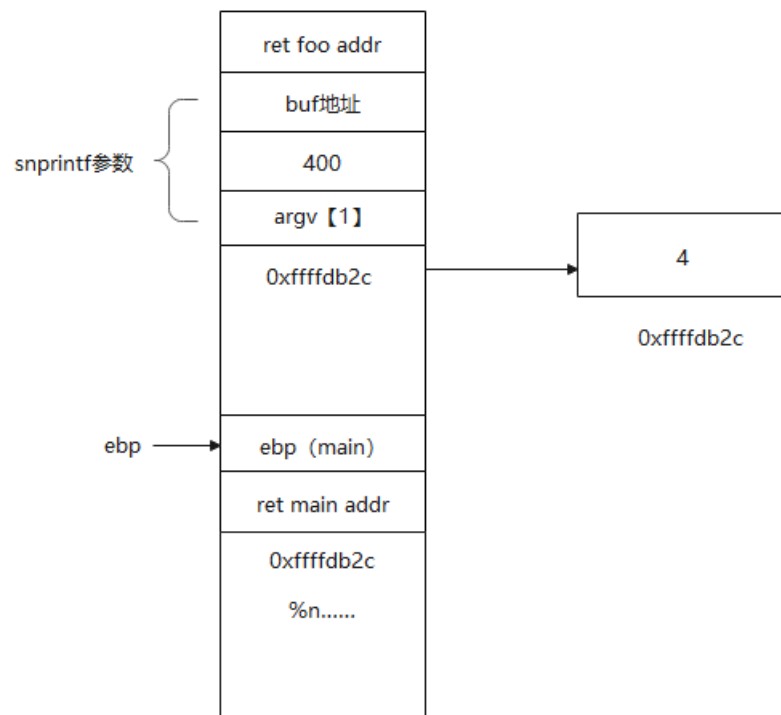 ret foo addr
buf地址
snprintf参数
400
argv【1】
0xffffdb2c
4
0xffffdb2c
ebp
ebp（main）
ret main addr
0xffffdb2c
%n......